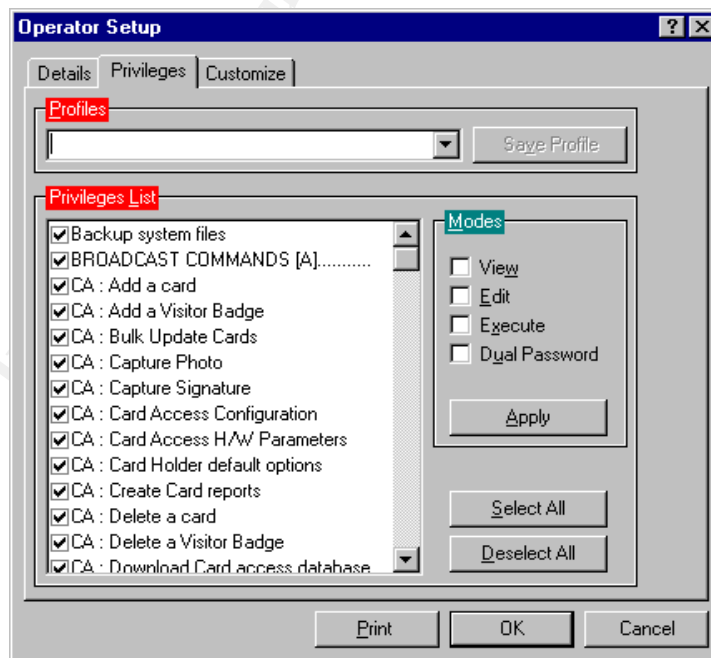 Operator Setup
Details Privileges Customize
Profiles
Save Profile
Privileges List
Backup system files
BROADCAST COMMANDS [A]..........
CA : Add a card
CA : Add a Visitor Badge
CA : Bulk Update Cards
CA : Capture Photo
CA : Capture Signature
CA : Card Access Configuration
CA : Card Access H/W Parameters
CA : Card Holder default options
CA : Create Card reports
CA : Delete a card
CA : Delete a Visitor Badge
CA : Download Card access database
Modes
View
Edit
Execute
Dual Password
Apply
Select All
Deselect All
Print OK Cancel